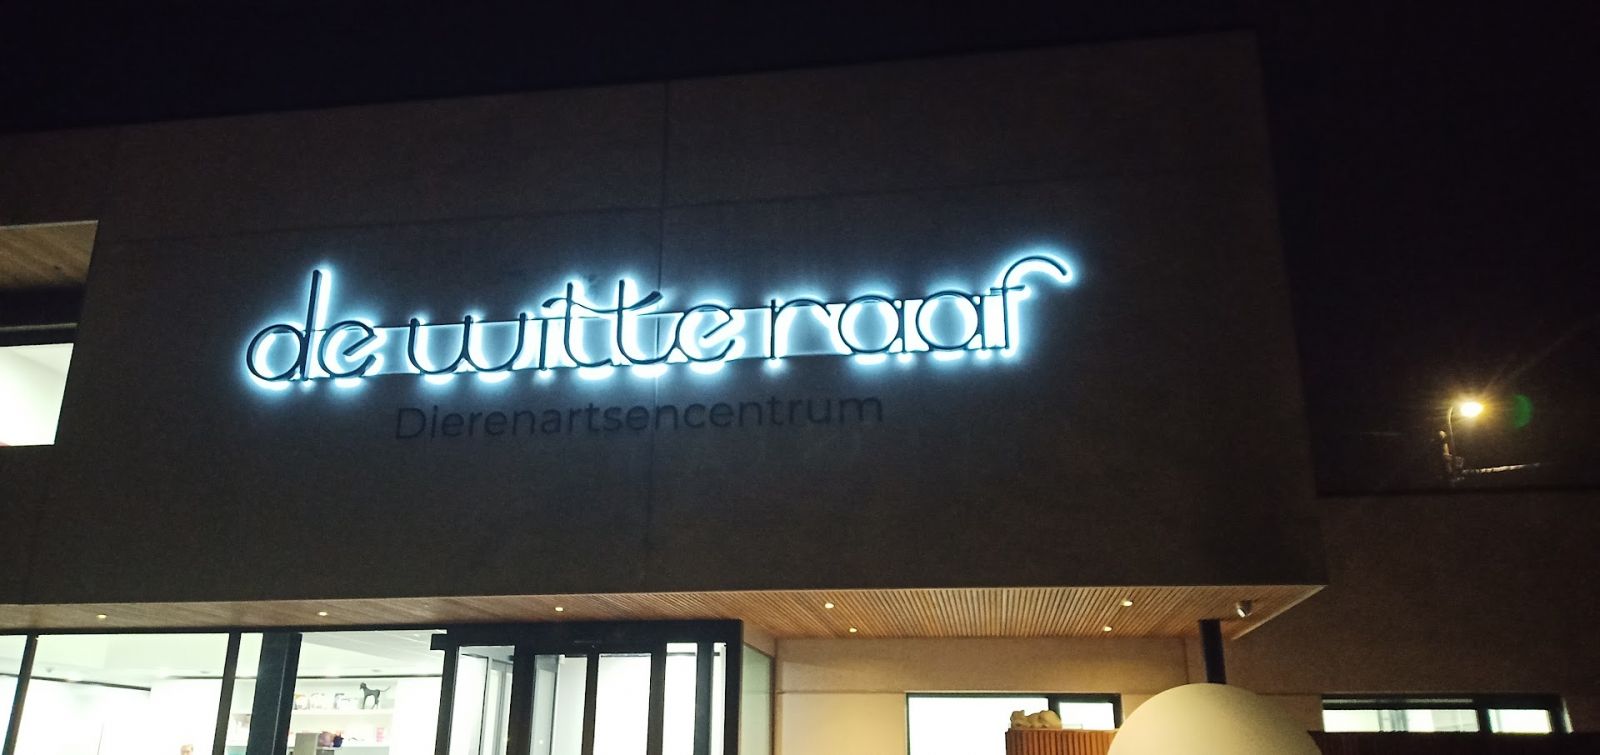 de witte raaf
Dierenartsencentrum